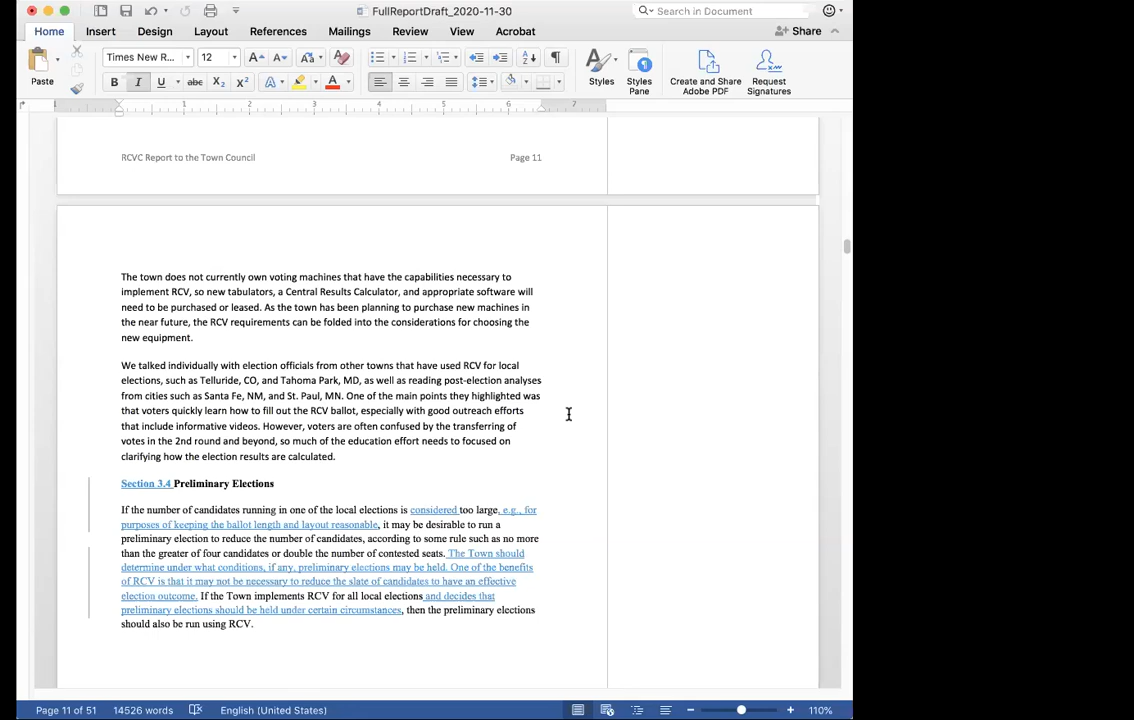 FullReportDraft_2020-11-30
Search in Document
Home Insert Design Layout References Mailings Review View Acrobat
Share
Paste
Times New R... 12
Styles
Styles Pane
Create and Share Adobe PDF
Request Signatures
1 1 2 3 4 5 6 7
RCVC Report to the Town Council Page 11
The town does not currently own voting machines that have the capabilities necessary to
implement RCV, so new tabulators, a Central Results Calculator, and appropriate software will
need to be purchased or leased. As the town has been planning to purchase new machines in
the near future, the RCV requirements can be folded into the considerations for choosing the
new equipment.
We talked individually with election officials from other towns that have used RCV for local
elections, such as Telluride, CO, and Tahoma Park, MD, as well as reading post-election analyses
from cities such as Santa Fe, NM, and St. Paul, MN. One of the main points they highlighted was
that voters quickly learn how to fill out the RCV ballot, especially with good outreach efforts
that include informative videos. However, voters are often confused by the transferring of
votes in the 2nd round and beyond, so much of the education effort needs to focused on
clarifying how the election results are calculated.
Section 3.4 Preliminary Elections
If the number of candidates running in one of the local elections is considered too large, e.g., for
purposes of keeping the ballot length and layout reasonable, it may be desirable to run a
preliminary election to reduce the number of candidates, according to some rule such as no more
than the greater of four candidates or double the number of contested seats. The Town should
determine under what conditions, if any, preliminary elections may be held. One of the benefits
of RCV is that it may not be necessary to reduce the slate of candidates to have an effective
election outcome. If the Town implements RCV for all local elections and decides that
preliminary elections should be held under certain circumstances, then the preliminary elections
should also be run using RCV.
Page 11 of 51 14526 words English (United States) 110%